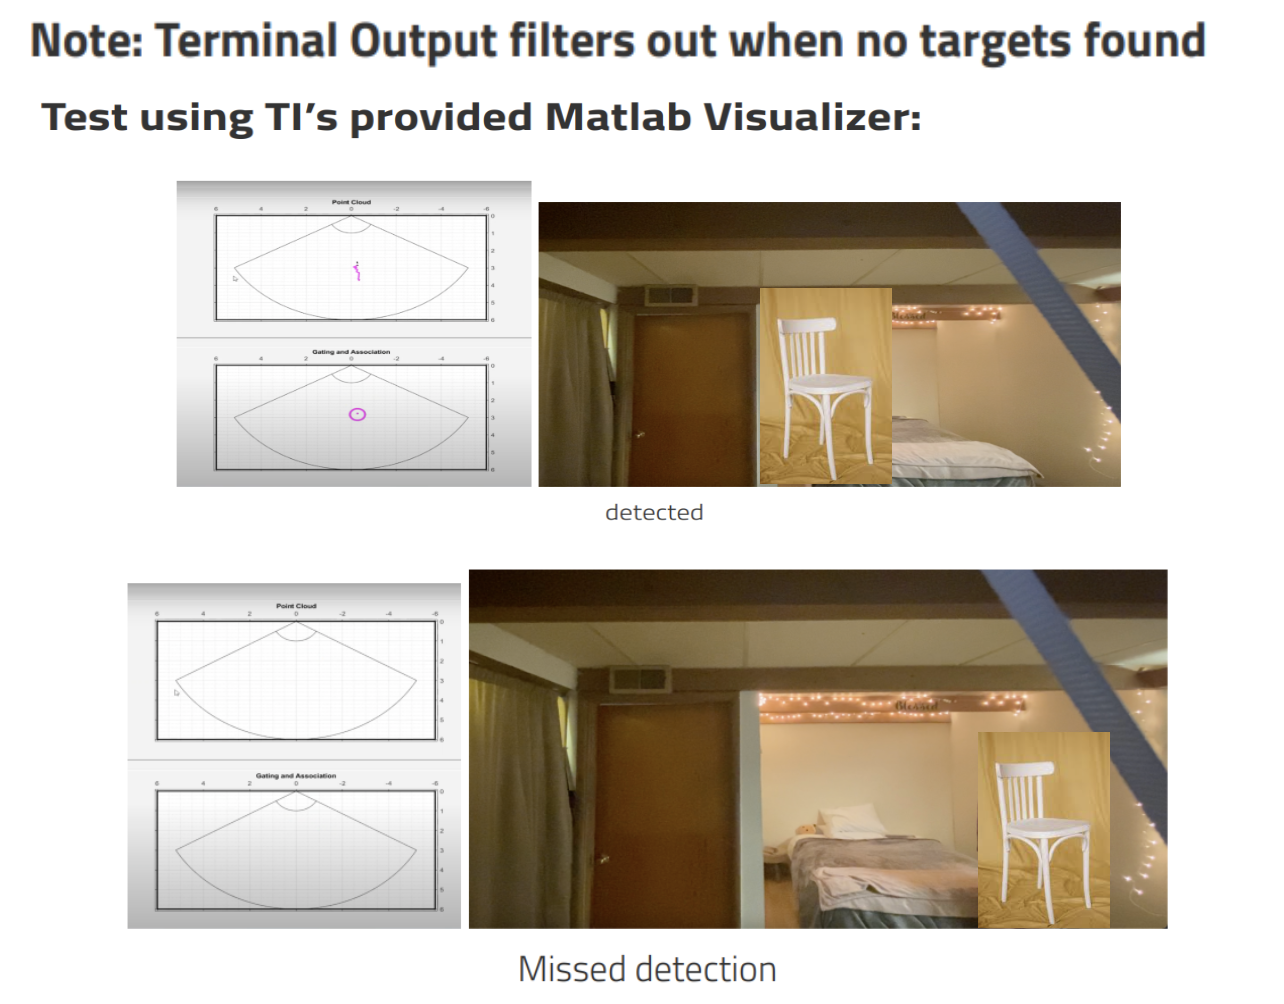 Note: Terminal Output filters out when no targets found
Test using TI's provided Matlab Visualizer:
Point Cloud
6 4 2 0 -2 -4 -6
0
1
2
3
4
5
6
Gating and Association
6 4 2 0 -2 -4 -6
0
1
2
3
4
5
6
Blessed
detected
Point Cloud
6 4 2 0 -2 -4 -6
0
1
2
3
4
5
6
Gating and Association
6 4 2 0 -2 -4 -6
0
1
2
3
4
5
6
Blessed
Missed detection